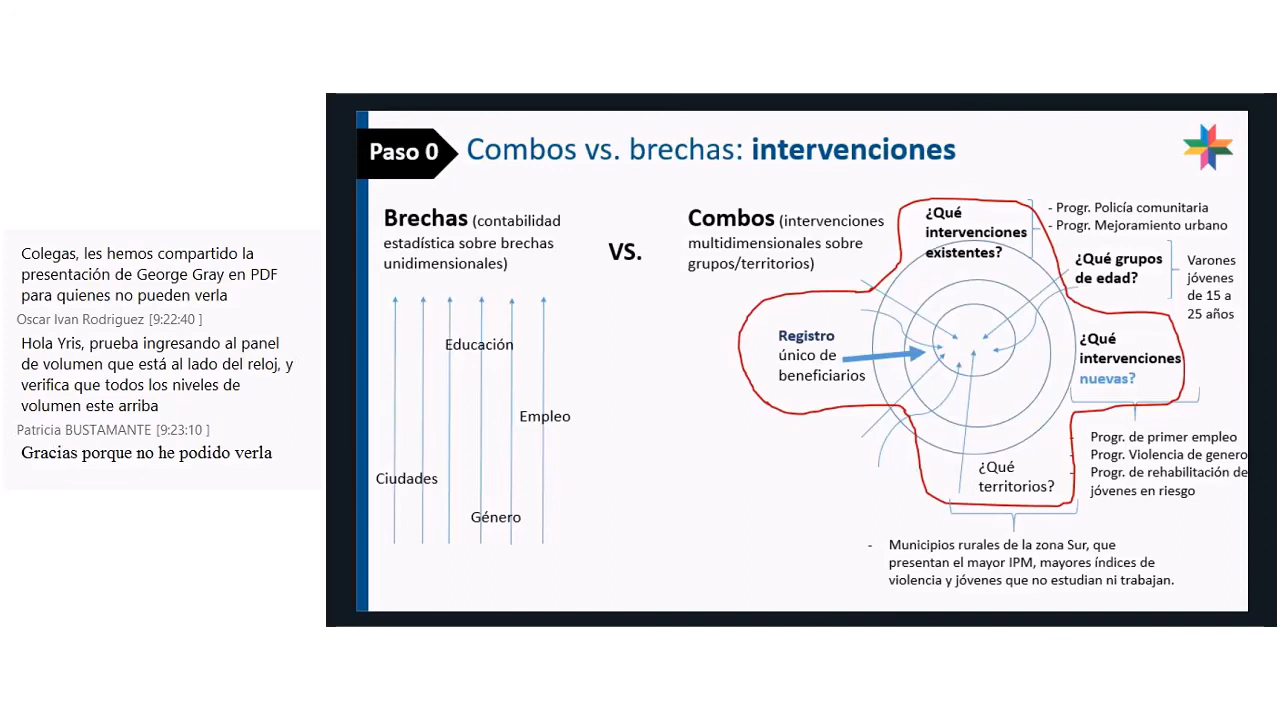 Colegas, les hemos compartido la
presentación de George Gray en PDF
para quienes no pueden verla
Oscar Ivan Rodriguez [9:22:40 ]
Hola Yris, prueba ingresando al panel
de volumen que está al lado del reloj, y
verifica que todos los niveles de
volumen este arriba
Patricia BUSTAMANTE [9:23:10 ]
Gracias porque no he podido verla
Paso 0
Combos vs. brechas: intervenciones
Brechas (contabilidad
estadística sobre brechas
unidimensionales)
Educación
Empleo
Ciudades
Género
VS.
Combos (intervenciones
multidimensionales sobre
grupos/territorios)
¿Qué
intervenciones
existentes?
- Progr. Policía comunitaria
- Progr. Mejoramiento urbano
¿Qué grupos
de edad?
Varones
jóvenes
de 15 a
25 años
Registro
único de
beneficiarios
¿Qué
intervenciones
nuevas?
- Progr. de primer empleo
- Progr. Violencia de genero
- Progr. de rehabilitación de
jóvenes en riesgo
¿Qué
territorios?
- Municipios rurales de la zona Sur, que
presentan el mayor IPM, mayores índices de
violencia y jóvenes que no estudian ni trabajan.